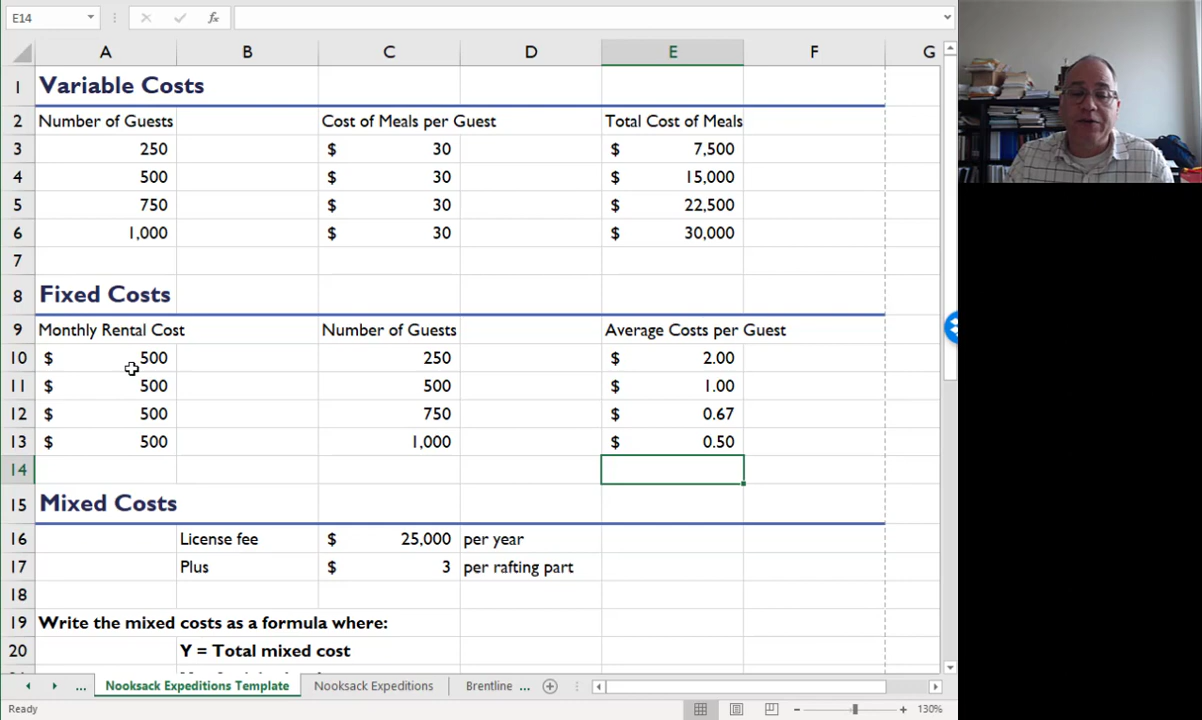 E14
fx
A B C D E F G
1 Variable Costs
2 Number of Guests Cost of Meals per Guest Total Cost of Meals
3 250 $ 30 $ 7,500
4 500 $ 30 $ 15,000
5 750 $ 30 $ 22,500
6 1,000 $ 30 $ 30,000
7
8 Fixed Costs
9 Monthly Rental Cost Number of Guests Average Costs per Guest
10 $ 500 250 $ 2.00
11 $ 500 500 $ 1.00
12 $ 500 750 $ 0.67
13 $ 500 1,000 $ 0.50
14
15 Mixed Costs
16 License fee $ 25,000 per year
17 Plus $ 3 per rafting part
18
19 Write the mixed costs as a formula where:
20 Y = Total mixed cost
... Nooksack Expeditions Template Nooksack Expeditions Brentline ...
Ready 130%